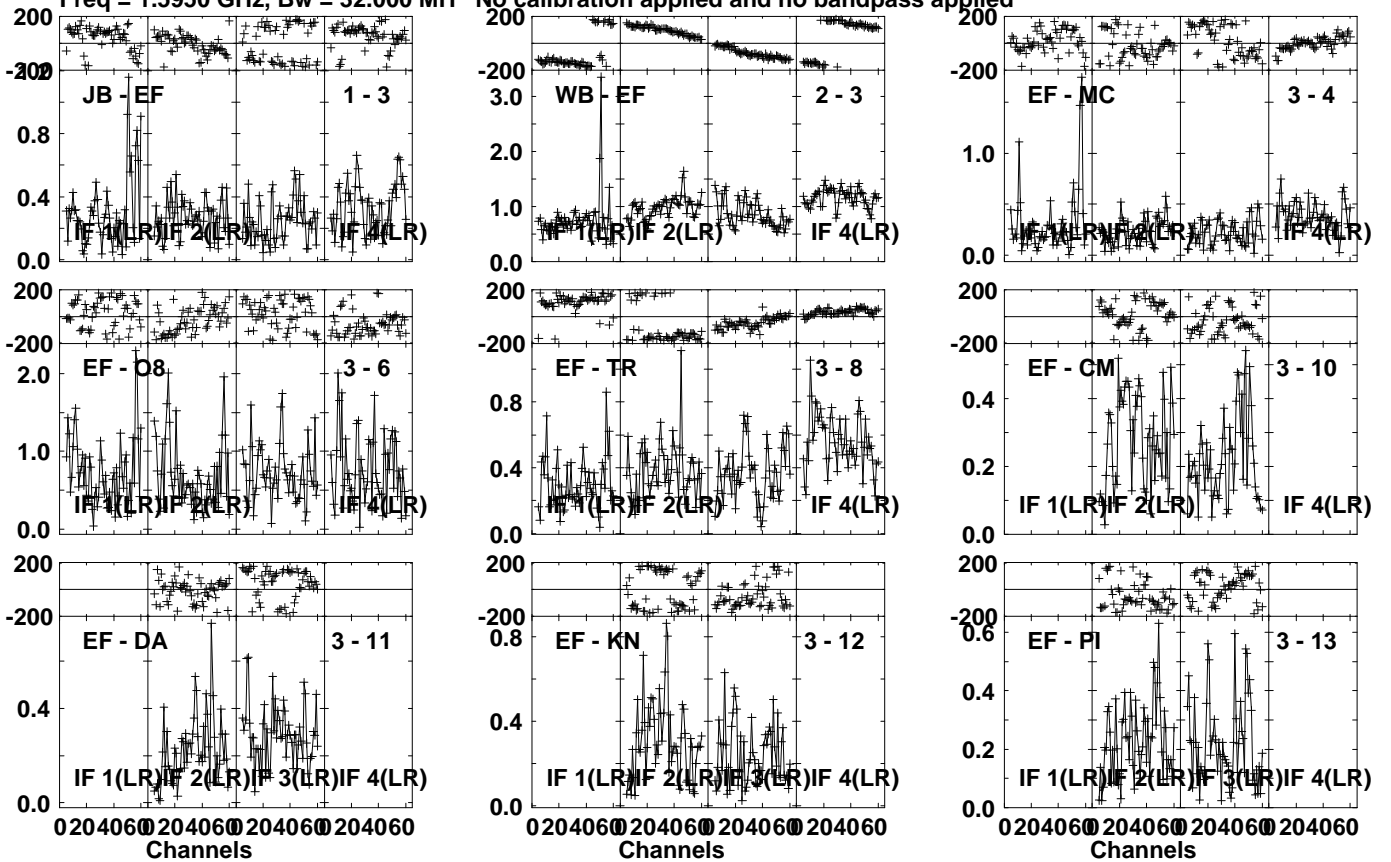 Freq = 1.5950 GHz, Bw = 32.000 MH No calibration applied and no bandpass applied
200 200 200
-200 -200 -200
1.2
JB - EF 1 - 3 WB - EF 2 - 3 EF - MC 3 - 4
0.8 3.0 1.0
0.4 2.0
1.0
0.0 0.0 0.0
IF 1(LR) IF 2(LR) IF 4(LR) IF 1(LR) IF 2(LR) IF 4(LR) IF 1(LR) IF 2(LR) IF 4(LR)
200 200 200
-200 -200 -200
EF - O8 3 - 6 EF - TR 3 - 8 EF - CM 3 - 10
2.0 0.8 0.4
1.0 0.4 0.2
0.0 0.0 0.0
IF 1(LR) IF 2(LR) IF 4(LR) IF 1(LR) IF 2(LR) IF 4(LR) IF 1(LR) IF 2(LR) IF 4(LR)
200 200 200
-200 -200 -200
EF - DA 3 - 11 EF - KN 3 - 12 EF - PI 3 - 13
0.8 0.6
0.4 0.4 0.4
0.2
0.0 0.0 0.0
IF 1(LR) IF 2(LR) IF 3(LR) IF 4(LR) IF 1(LR) IF 2(LR) IF 3(LR) IF 4(LR) IF 1(LR) IF 2(LR) IF 3(LR) IF 4(LR)
0 20 40 60 0 20 40 60 0 20 40 60 0 20 40 60 0 20 40 60 0 20 40 60 0 20 40 60 0 20 40 60 0 20 40 60 0 20 40 60 0 20 40 60 0 20 40 60
Channels Channels Channels